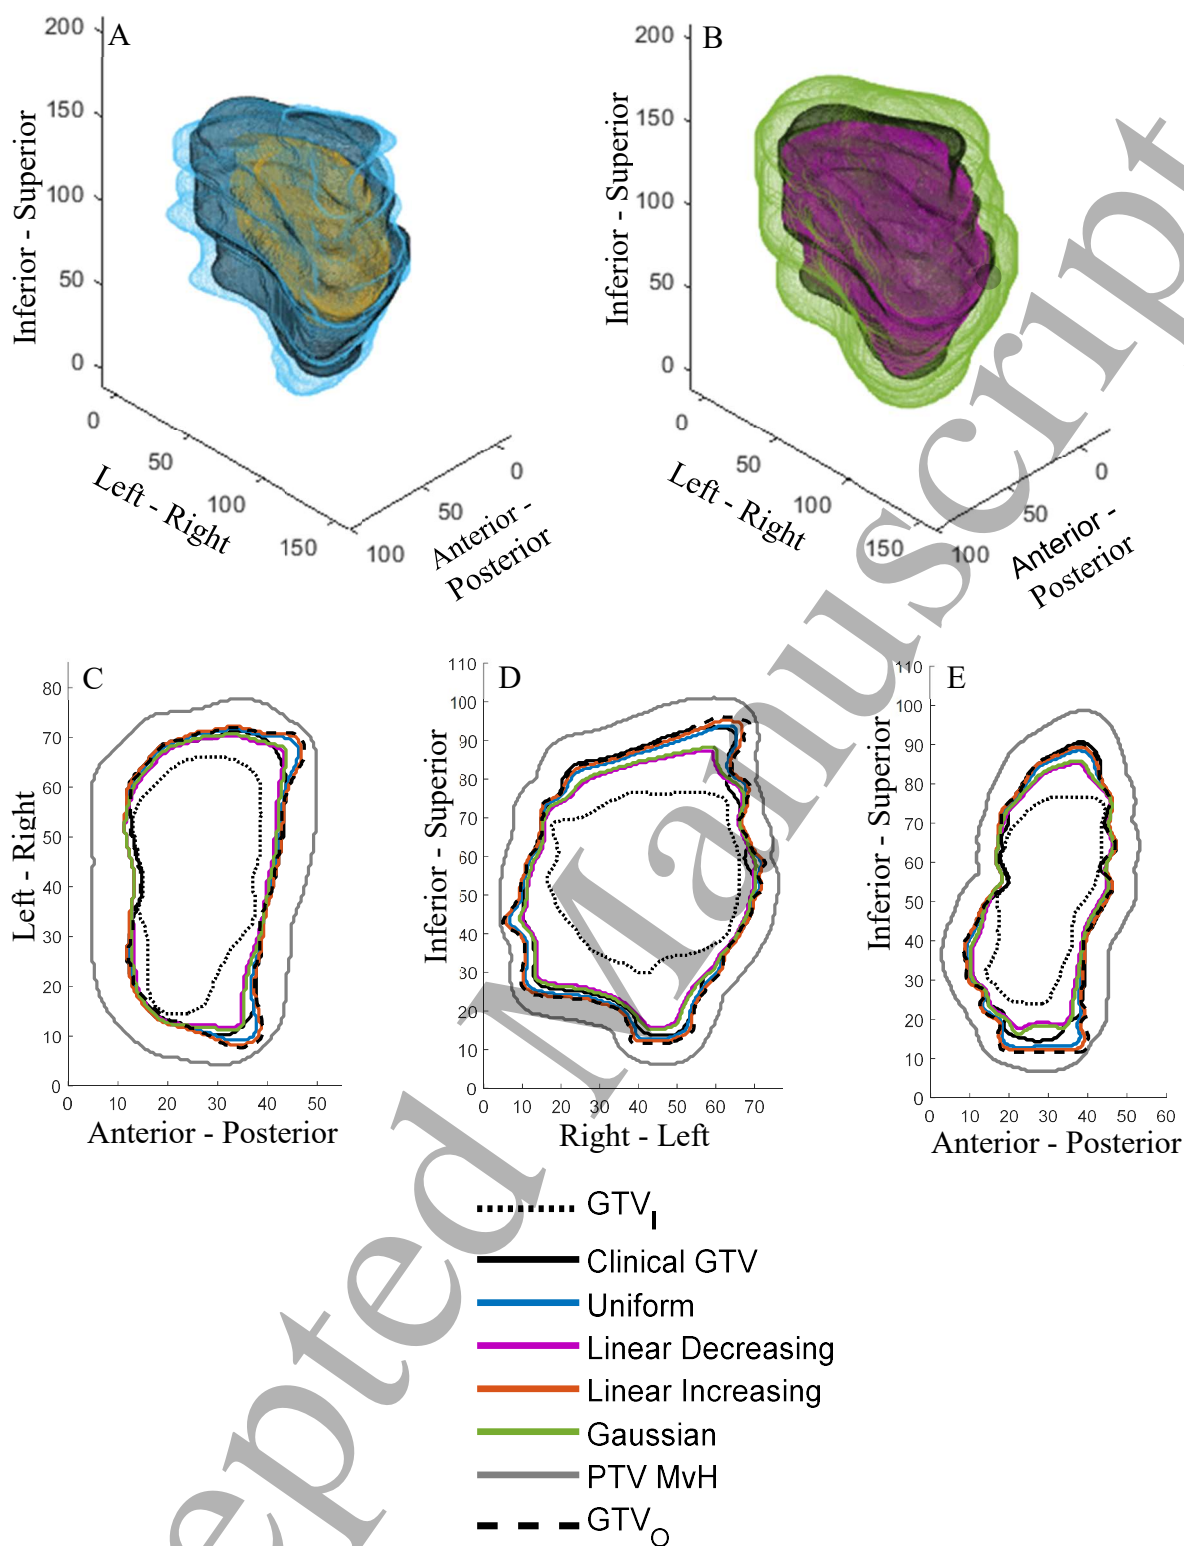 A
200
150
100
50
0
Inferior - Superior
0
50
100
150
Left - Right
100
50
0
Anterior -
Posterior
B
200
150
100
50
0
Inferior - Superior
0
50
100
150
Left - Right
100
50
0
Anterior -
Posterior
C
80
70
60
50
40
30
20
10
0
Left - Right
0 10 20 30 40 50
Anterior - Posterior
D
110
100
90
80
70
60
50
40
30
20
10
0
Inferior - Superior
0 10 20 30 40 50 60 70
Right - Left
E
110
100
90
80
70
60
50
40
30
20
10
0
Inferior - Superior
0 10 20 30 40 50 60
Anterior - Posterior
GTV_I
Clinical GTV
Uniform
Linear Decreasing
Linear Increasing
Gaussian
PTV MvH
GTV_O
epted Manuscript